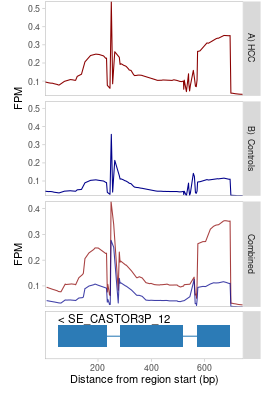 0.5
0.4
0.3
0.2
0.1
A) HCC
FPM
0.5
0.4
0.3
0.2
0.1
B) Controls
0.4
0.3
0.2
0.1
FPM
Combined
< SE_CASTOR3P_12
200
400
600
Distance from region start (bp)